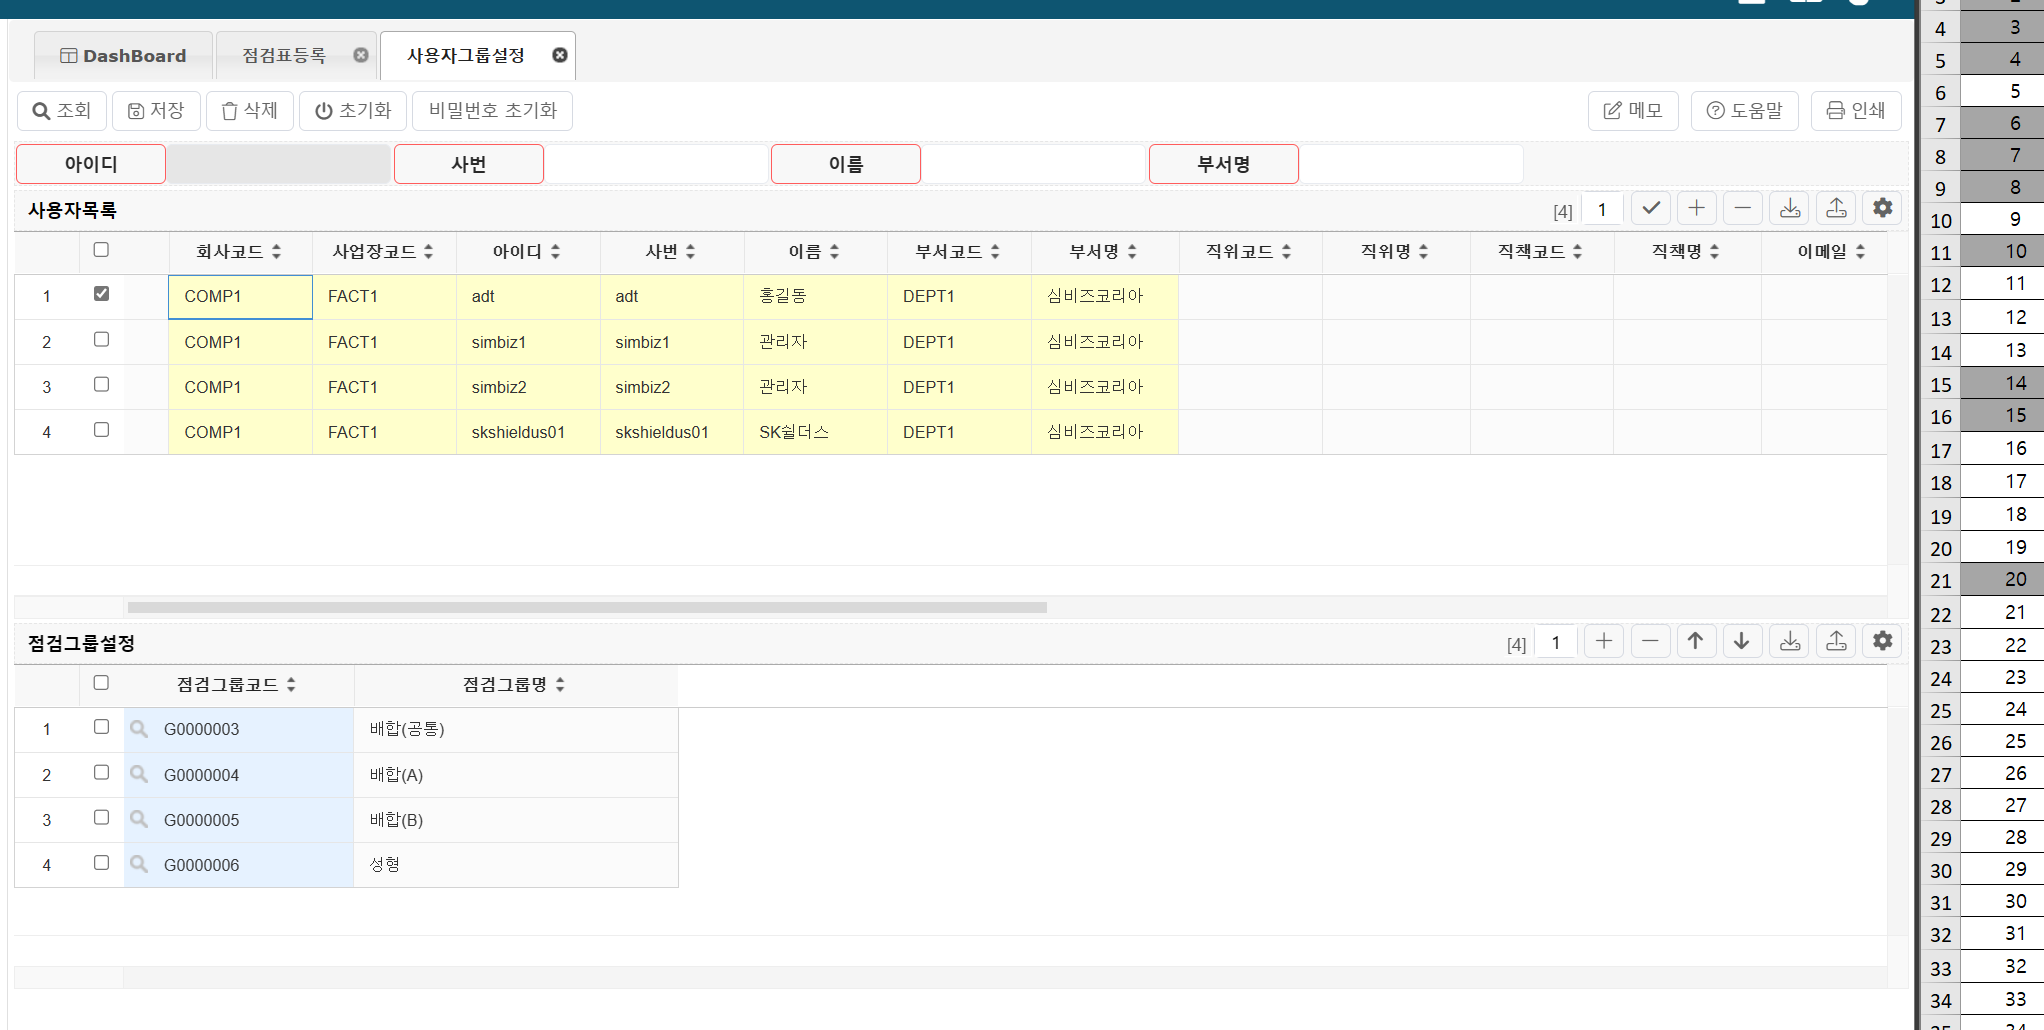 DashBoard 점검표등록 사용자그룹설정
조회 저장 삭제 초기화 비밀번호 초기화 메모 도움말 인쇄
아이디 사번 이름 부서명
사용자목록 [4] 1
회사코드 사업장코드 아이디 사번 이름 부서코드 부서명 직위코드 직위명 직책코드 직책명 이메일
1 COMP1 FACT1 adt adt 홍길동 DEPT1 심비즈코리아
2 COMP1 FACT1 simbiz1 simbiz1 관리자 DEPT1 심비즈코리아
3 COMP1 FACT1 simbiz2 simbiz2 관리자 DEPT1 심비즈코리아
4 COMP1 FACT1 skshieldus01 skshieldus01 SK쉴더스 DEPT1 심비즈코리아
점검그룹설정 [4] 1
점검그룹코드 점검그룹명
1 G0000003 배합(공통)
2 G0000004 배합(A)
3 G0000005 배합(B)
4 G0000006 성형
4 3
5 4
6 5
7 6
8 7
9 8
10 9
11 10
12 11
13 12
14 13
15 14
16 15
17 16
18 17
19 18
20 19
21 20
22 21
23 22
24 23
25 24
26 25
27 26
28 27
29 28
30 29
31 30
32 31
33 32
34 33